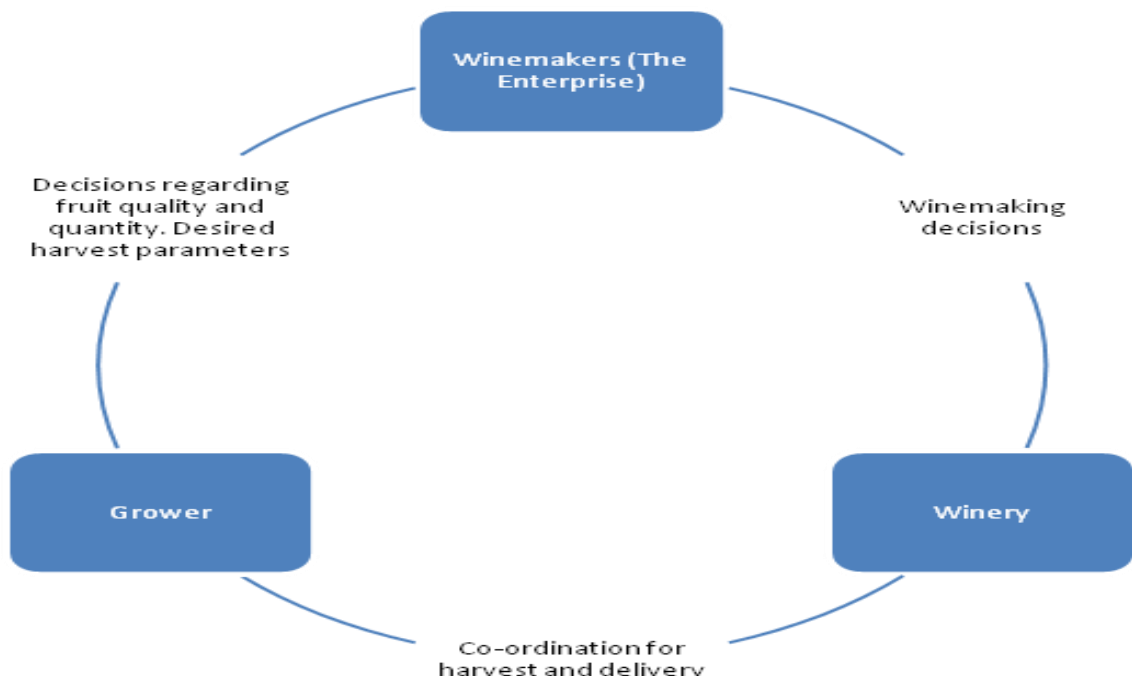 Winemakers (The
Enterprise)
Decisions regarding
fruit quality and
quantity. Desired
harvest parameters
Winemaking
decisions
Grower
Winery
Co-ordination for
harvest and delivery